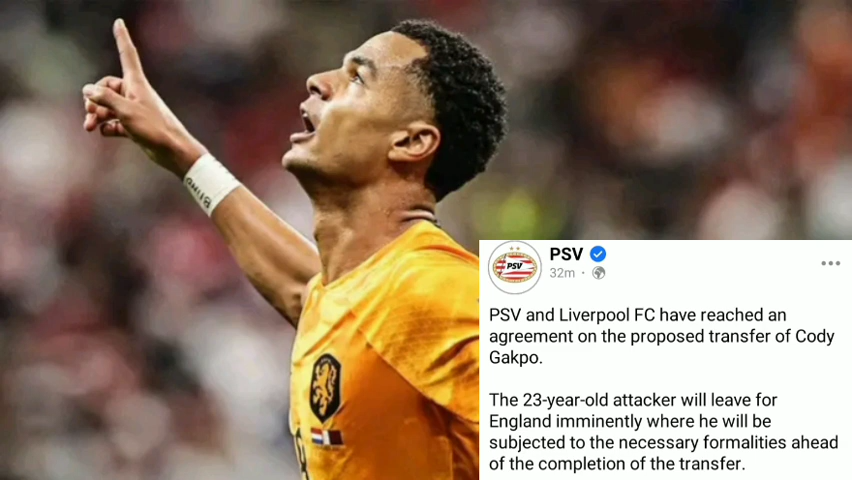 PSV
PSV
32m ·
PSV and Liverpool FC have reached an
agreement on the proposed transfer of Cody
Gakpo.
The 23-year-old attacker will leave for
England imminently where he will be
subjected to the necessary formalities ahead
of the completion of the transfer.